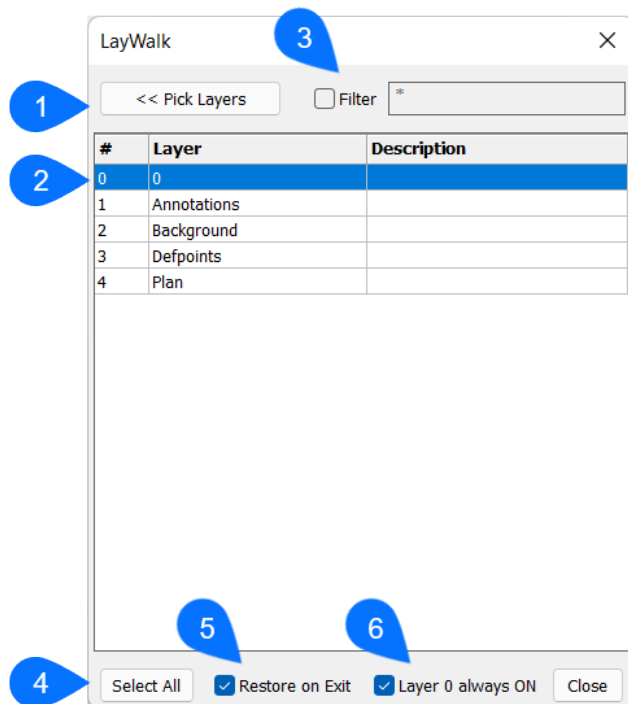 LayWalk
3
1
<< Pick Layers
Filter
*
# Layer Description
2
0 0
1 Annotations
2 Background
3 Defpoints
4 Plan
5
6
4
Select All
Restore on Exit
Layer 0 always ON
Close